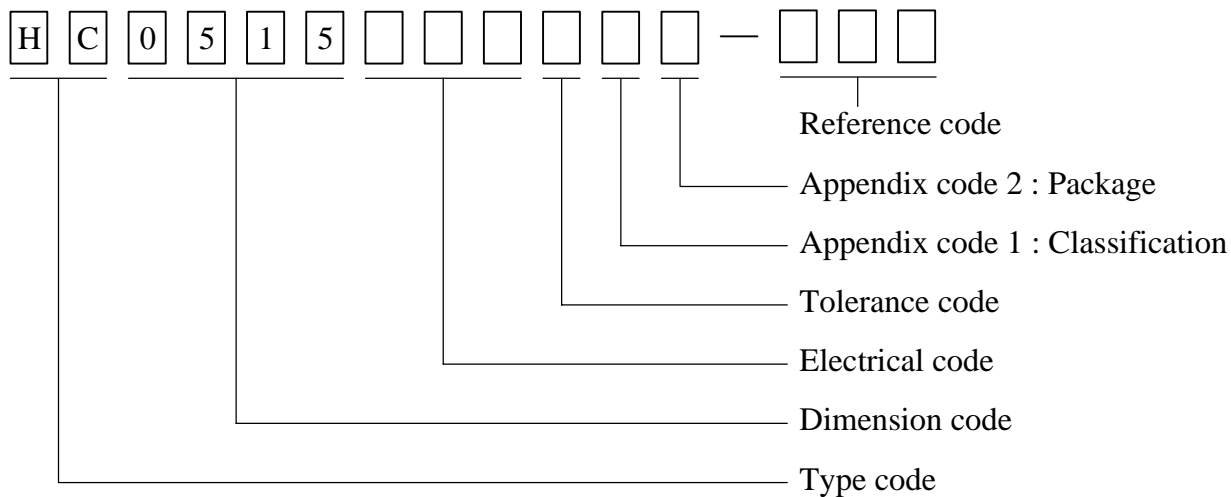 H C 0 5 1 5 —
Reference code
Appendix code 2 : Package
Appendix code 1 : Classification
Tolerance code
Electrical code
Dimension code
Type code